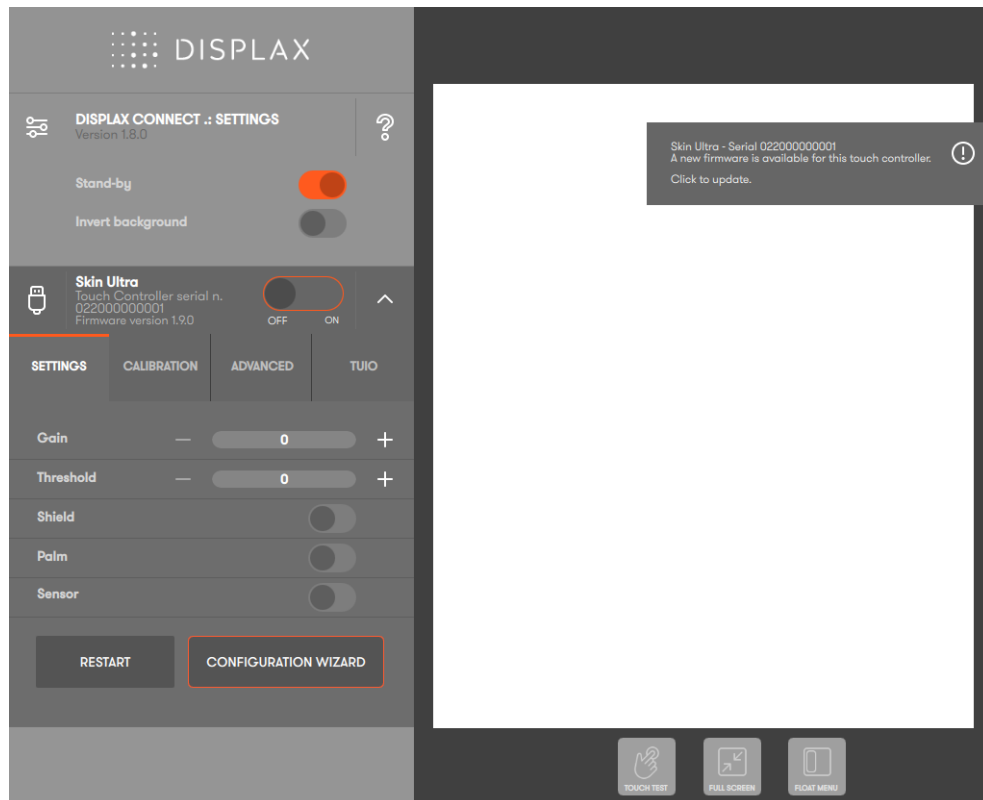 DISPLAX
DISPLAX CONNECT .: SETTINGS
Version 1.8.0
Stand-by
Invert background
Skin Ultra
Touch Controller serial n.
022000000001
Firmware version 1.9.0
OFF ON
SETTINGS CALIBRATION ADVANCED TUIO
Gain 0
Threshold 0
Shield
Palm
Sensor
RESTART CONFIGURATION WIZARD
Skin Ultra - Serial 022000000001
A new firmware is available for this touch controller.
Click to update.
TOUCH TEST FULL SCREEN FLOAT MENU